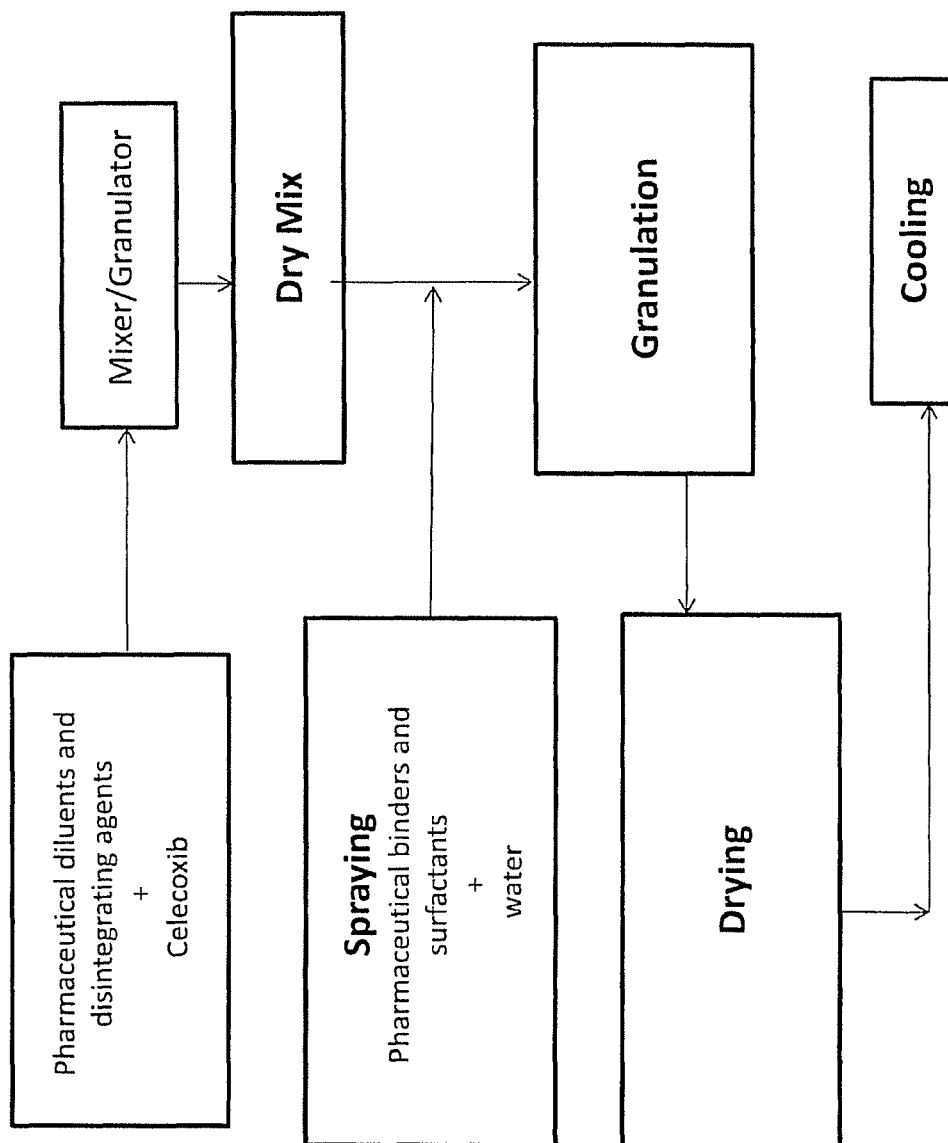 Pharmaceutical diluents and
disintegrating agents
+
Celecoxib
Mixer/Granulator
Dry Mix
Spraying
Pharmaceutical binders and
surfactants
+
water
Granulation
Drying
Cooling